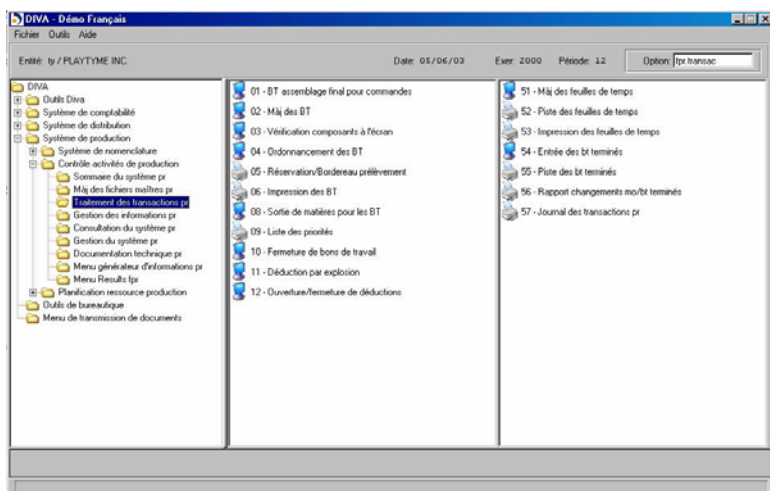 DIVA - Démo Français
Fichier Outils Aide
Entité: ty / PLAYTYME INC. Date: 05/06/03 Exer: 2000 Période: 12 Option: fpr.transac
DIVA
Outils Diva
Système de comptabilité
Système de distribution
Système de production
Système de nomenclature
Contrôle activités de production
Sommaire du système pr
Màj des fichiers maîtres pr
Traitement des transactions pr
Gestion des informations pr
Consultation du système pr
Gestion du système pr
Documentation technique pr
Menu générateur d'informations pr
Menu Results fpr
Planification ressource production
Outils de bureautique
Menu de transmission de documents
01 - BT assemblage final pour commandes
02 - Màj des BT
03 - Vérification composants à l'écran
04 - Ordonnancement des BT
05 - Réservation/Bordereau prélèvement
06 - Impression des BT
08 - Sortie de matières pour les BT
09 - Liste des priorités
10 - Fermeture de bons de travail
11 - Déduction par explosion
12 - Ouverture/fermeture de déductions
51 - Màj des feuilles de temps
52 - Piste des feuilles de temps
53 - Impression des feuilles de temps
54 - Entrée des bt terminés
55 - Piste des bt terminés
56 - Rapport changements mo/bt terminés
57 - Journal des transactions pr